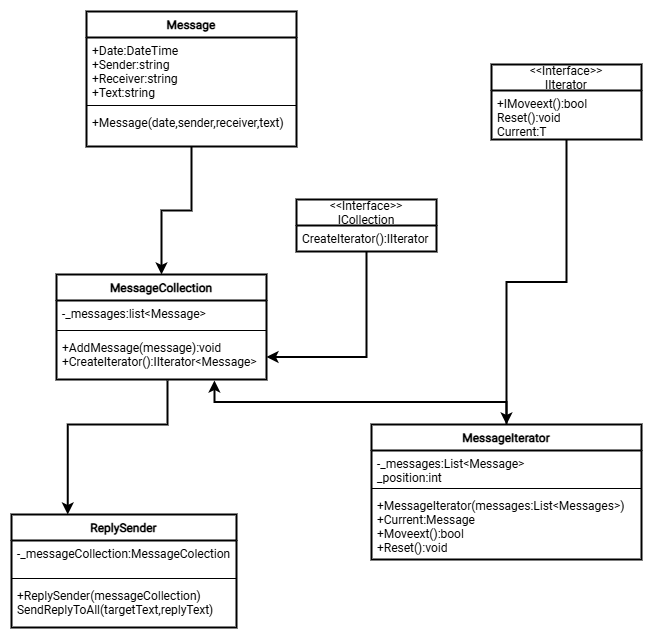 Message
+Date:DateTime
+Sender:string
+Receiver:string
+Text:string
+Message(date,sender,receiver,text)
<<Interface>>
IIterator
+IMoveext():bool
Reset():void
Current:T
<<Interface>>
ICollection
CreateIterator():IIterator
MessageCollection
-_messages:list<Message>
+AddMessage(message):void
+CreateIterator():IIterator<Message>
MessageIterator
-_messages:List<Message>
_position:int
+MessageIterator(messages:List<Messages>)
+Current:Message
+Moveext():bool
+Reset():void
ReplySender
-_messageCollection:MessageColection
+ReplySender(messageCollection)
SendReplyToAll(targetText,replyText)